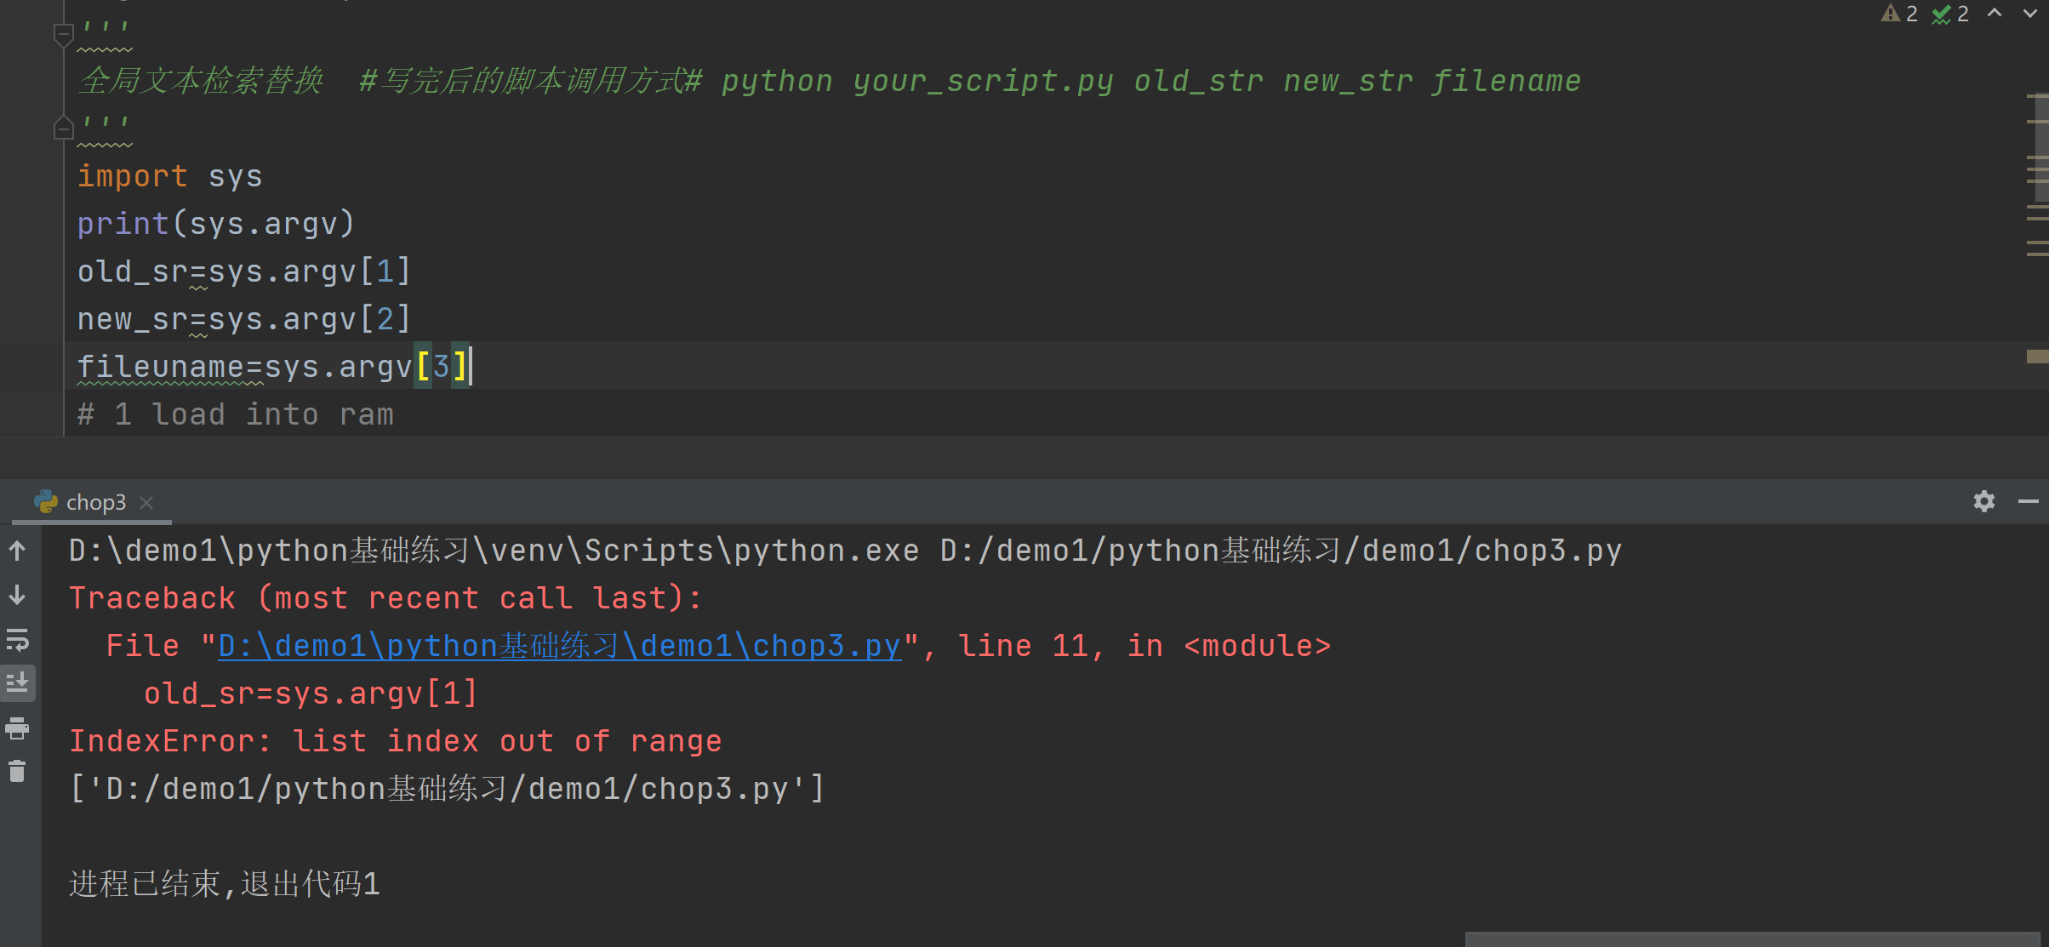 2 2
'''
全局文本检索替换  #写完后的脚本调用方式# python your_script.py old_str new_str filename
'''
import sys
print(sys.argv)
old_sr=sys.argv[1]
new_sr=sys.argv[2]
fileuname=sys.argv[3]
# 1 load into ram
chop3
D:\demo1\python基础练习\venv\Scripts\python.exe D:/demo1/python基础练习/demo1/chop3.py
Traceback (most recent call last):
  File "D:\demo1\python基础练习\demo1\chop3.py", line 11, in <module>
    old_sr=sys.argv[1]
IndexError: list index out of range
['D:/demo1/python基础练习/demo1/chop3.py']
进程已结束,退出代码1